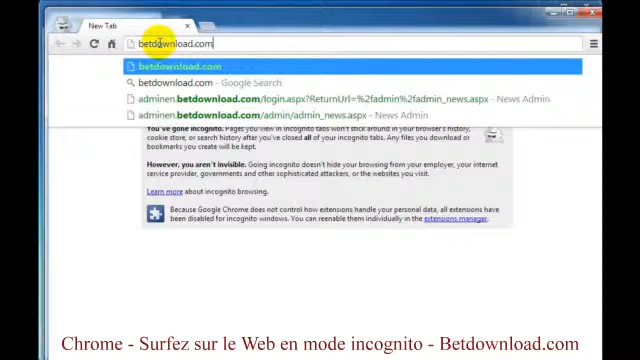 New Tab
betdownload.com
betdownload.com
betdownload.com - Google Search
adminen.betdownload.com/login.aspx?ReturnUrl=%2fadmin%2fadmin_news.aspx - News Admin
adminen.betdownload.com/admin/admin_news.aspx - News Admin
You've gone incognito. Pages you view in incognito tabs won't stick around in your browser's history, cookie store, or search history after you've closed all of your incognito tabs. Any files you download or bookmarks you create will be kept.
However, you aren't invisible. Going incognito doesn't hide your browsing from your employer, your internet service provider, governments and other sophisticated attackers, or the websites you visit.
Learn more about incognito browsing.
Because Google Chrome does not control how extensions handle your personal data, all extensions have been disabled for incognito windows. You can reenable them individually in the extensions manager.
Chrome - Surfez sur le Web en mode incognito - Betdownload.com